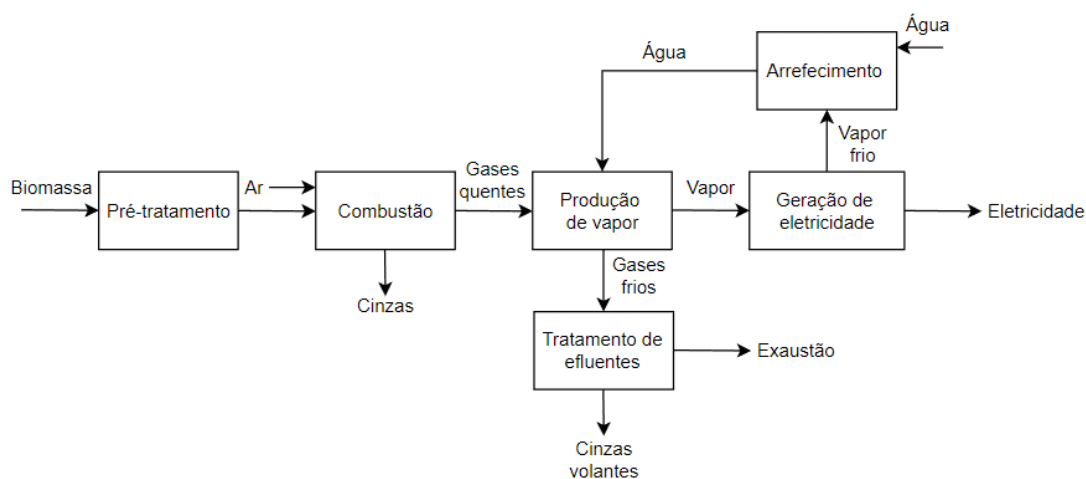 Água
Água
Arrefecimento
Vapor
frio
Biomassa
Pré-tratamento
Ar
Combustão
Gases
quentes
Produção
de vapor
Vapor
Geração de
eletricidade
Eletricidade
Cinzas
Gases
frios
Tratamento de
efluentes
Exaustão
Cinzas
volantes